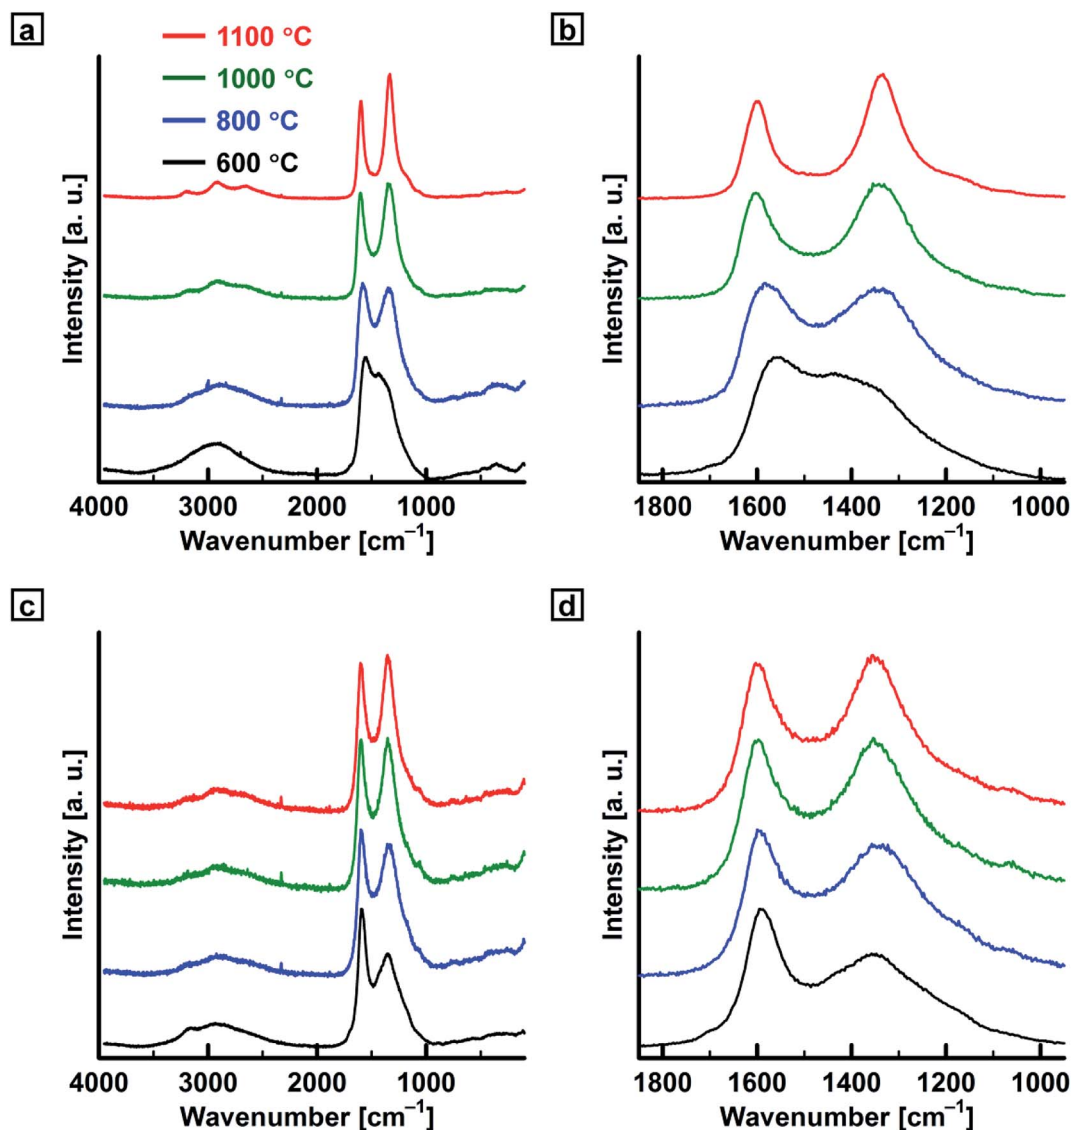 a
1100 °C
1000 °C
800 °C
600 °C
Intensity [a. u.]
4000 3000 2000 1000
Wavenumber [cm⁻¹]
b
Intensity [a. u.]
1800 1600 1400 1200 1000
Wavenumber [cm⁻¹]
c
Intensity [a. u.]
4000 3000 2000 1000
Wavenumber [cm⁻¹]
d
Intensity [a. u.]
1800 1600 1400 1200 1000
Wavenumber [cm⁻¹]